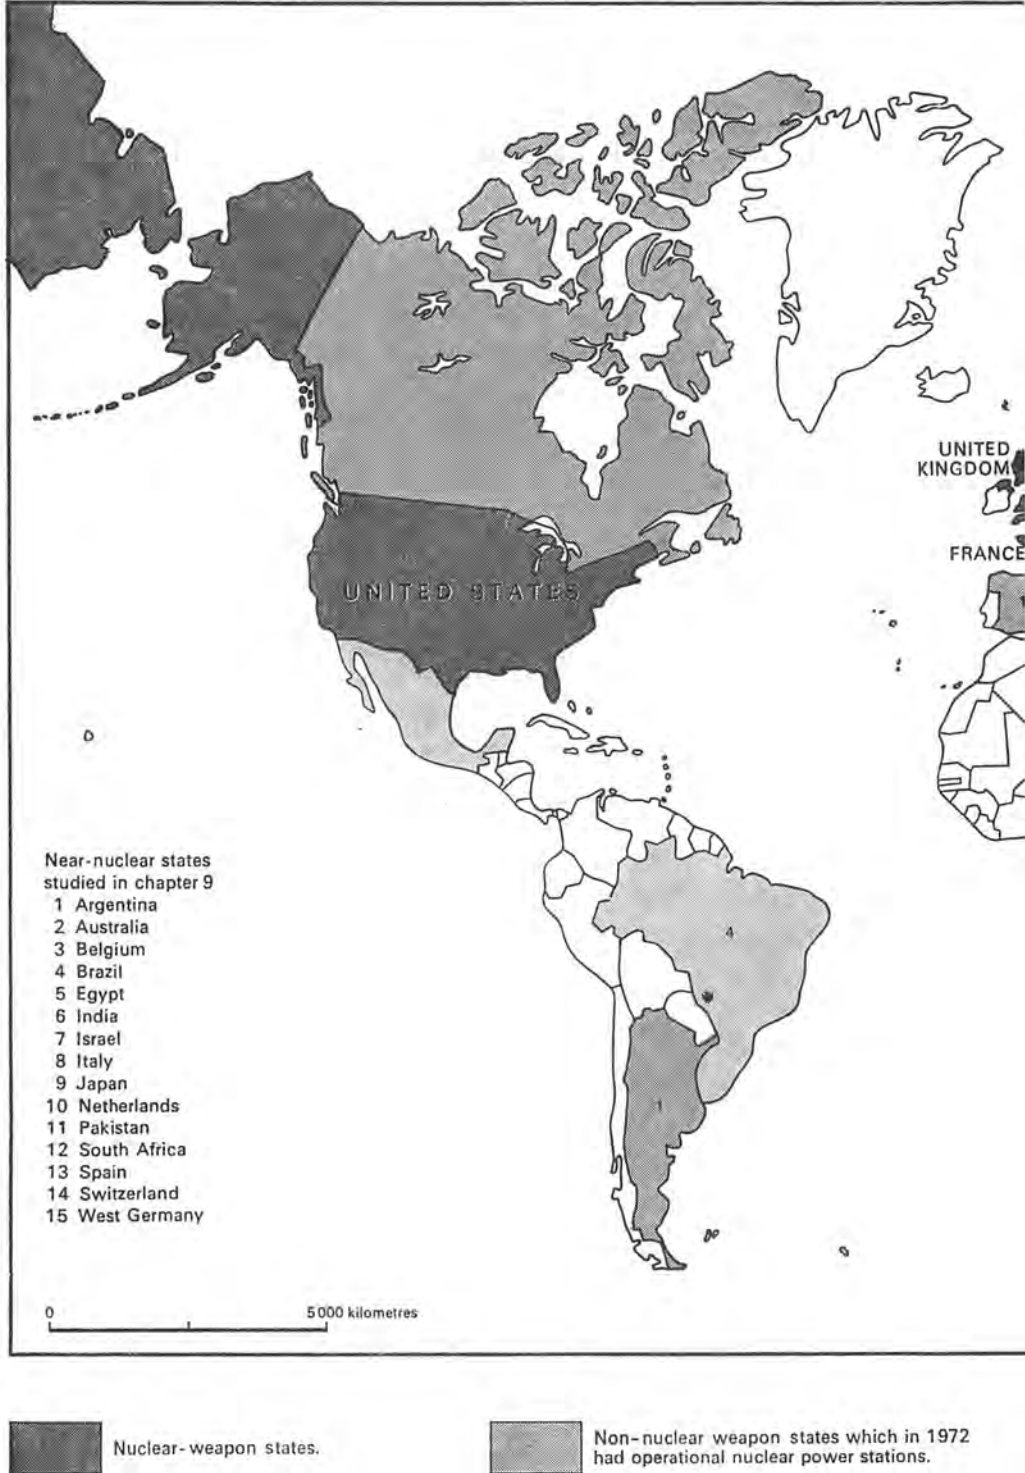 UNITED
KINGDOM
FRANCE
UNITED STATES
Near-nuclear states
studied in chapter 9
1 Argentina
2 Australia
3 Belgium
4 Brazil
5 Egypt
6 India
7 Israel
8 Italy
9 Japan
10 Netherlands
11 Pakistan
12 South Africa
13 Spain
14 Switzerland
15 West Germany
4
1
0 5000 kilometres
Nuclear-weapon states.
Non-nuclear weapon states which in 1972
had operational nuclear power stations.